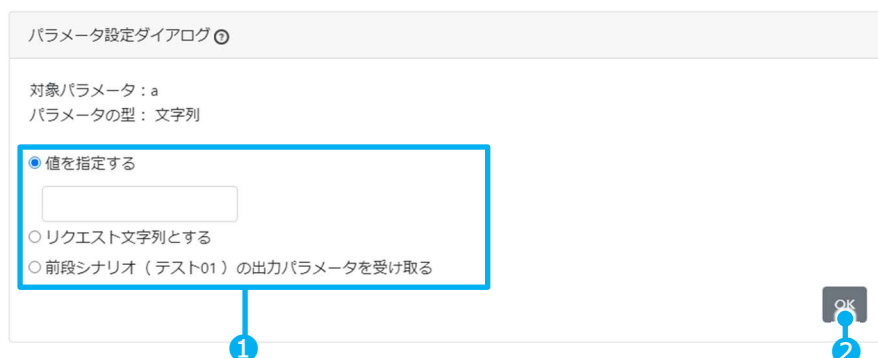 パラメータ設定ダイアログ?
対象パラメータ：a
パラメータの型： 文字列
値を指定する
リクエスト文字列とする
前段シナリオ（テスト01）の出力パラメータを受け取る
OK
1
2